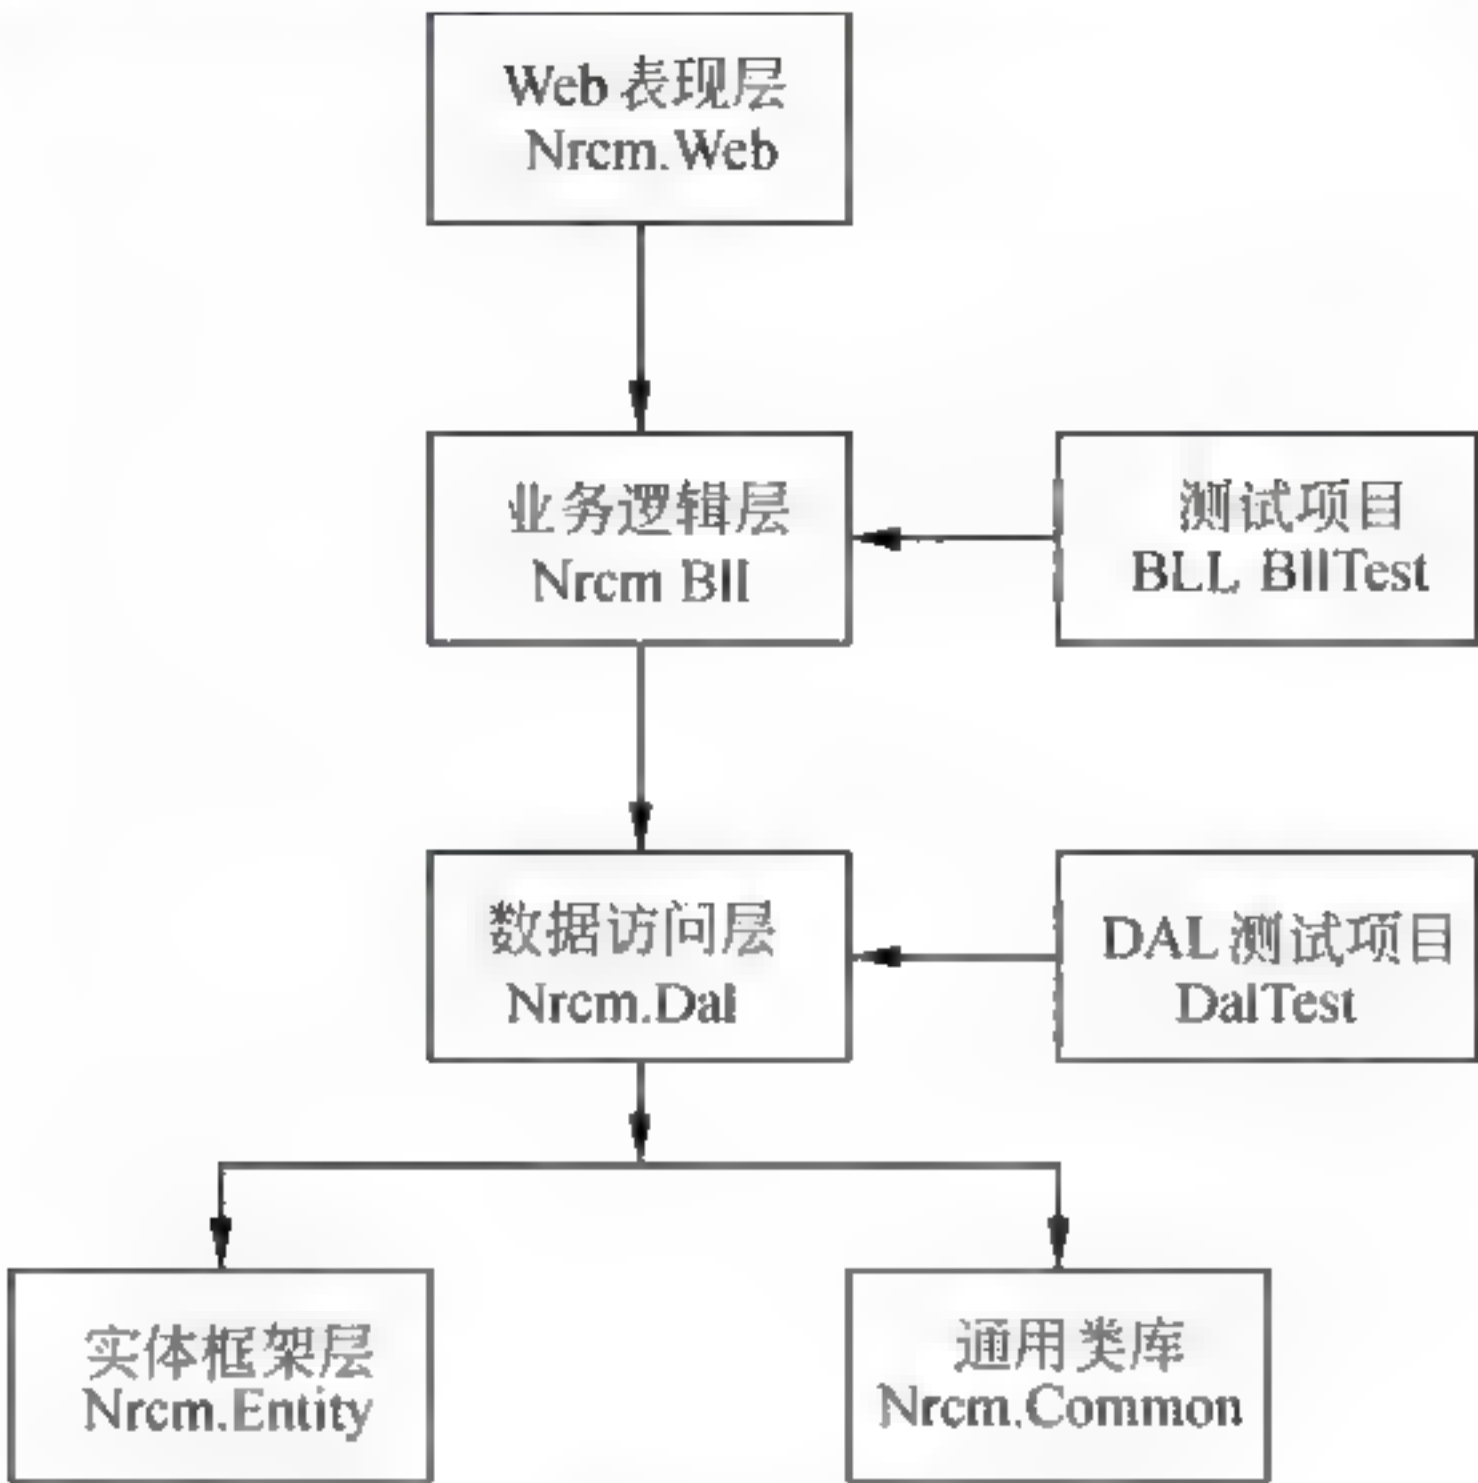 Web 表现层
Nrcm.Web
业务逻辑层
Nrcm Bll
测试项目
BLL BllTest
数据访问层
Nrcm.Dal
DAL 测试项目
DalTest
实体框架层
Nrcm.Entity
通用类库
Nrcm.Common